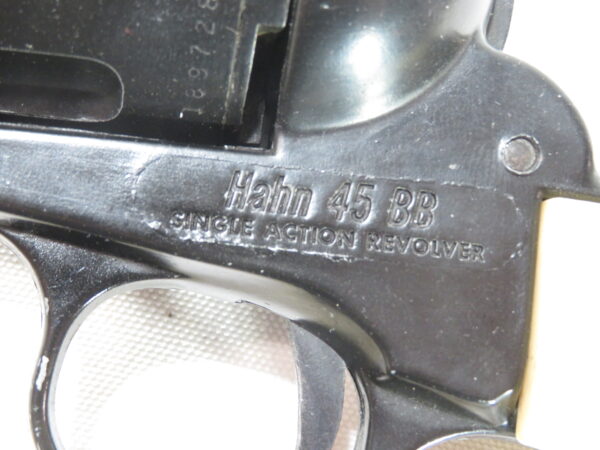 189728
Hahn 45 BB
SINGLE ACTION REVOLVER